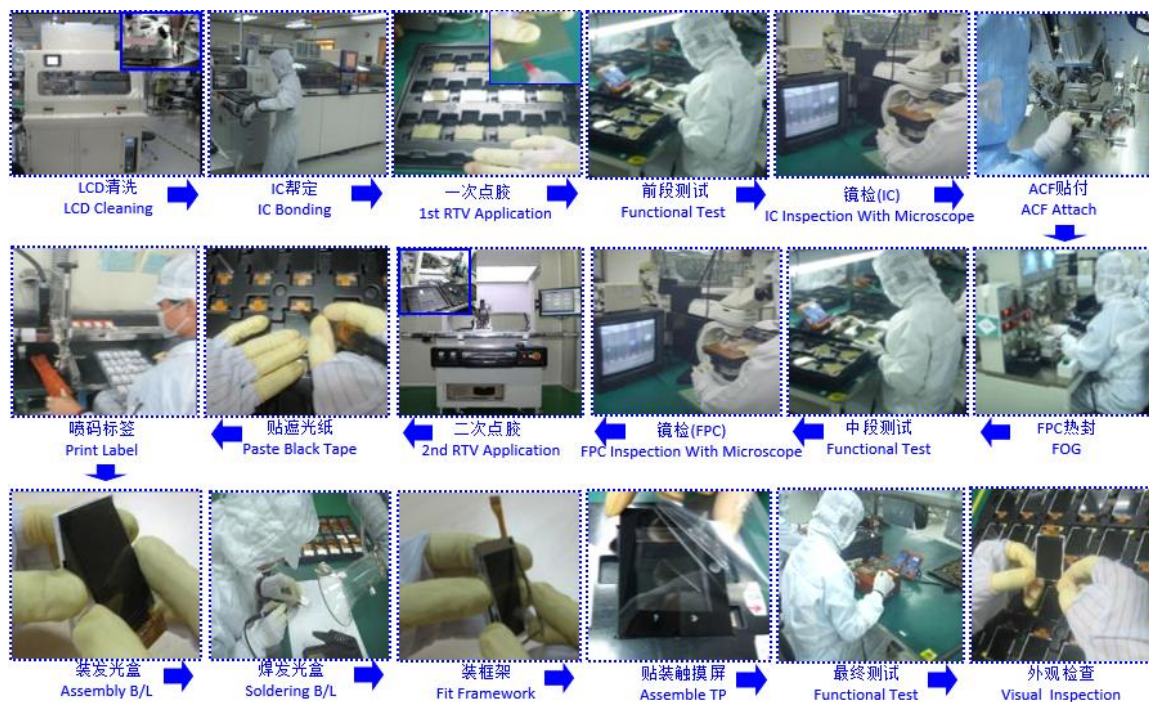 LCD清洗
LCD Cleaning
IC帮定
IC Bonding
一次点胶
1st RTV Application
前段测试
Functional Test
镜检(IC)
IC Inspection With Microscope
ACF贴付
ACF Attach
喷码标签
Print Label
贴遮光纸
Paste Black Tape
二次点胶
2nd RTV Application
镜检(FPC)
FPC Inspection With Microscope
中段测试
Functional Test
FPC热封
FOG
装发光盒
Assembly B/L
焊发光盒
Soldering B/L
装框架
Fit Framework
贴装触摸屏
Assemble TP
最终测试
Functional Test
外观检查
Visual Inspection